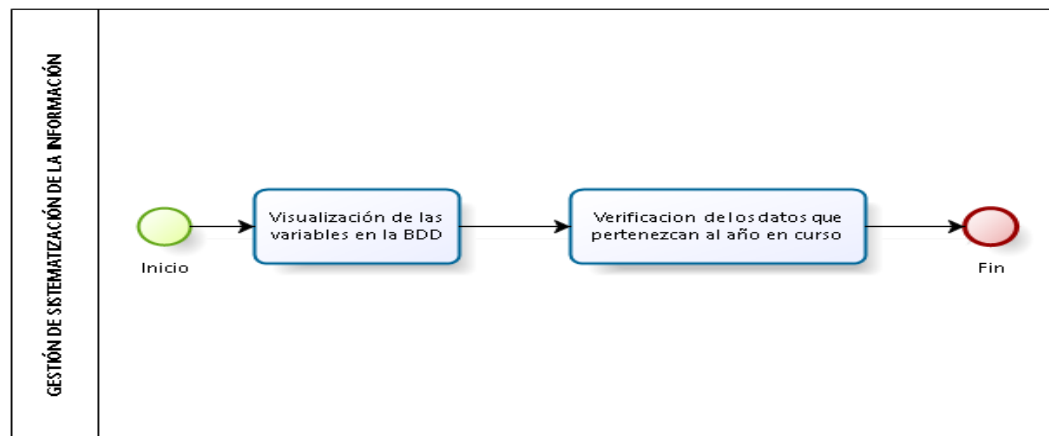 GESTIÓN DE SISTEMATIZACIÓN DE LA INFORMACIÓN
Inicio
Visualización de las
variables en la BDD
Verificacion de los datos que
pertenezcan al año en curso
Fin